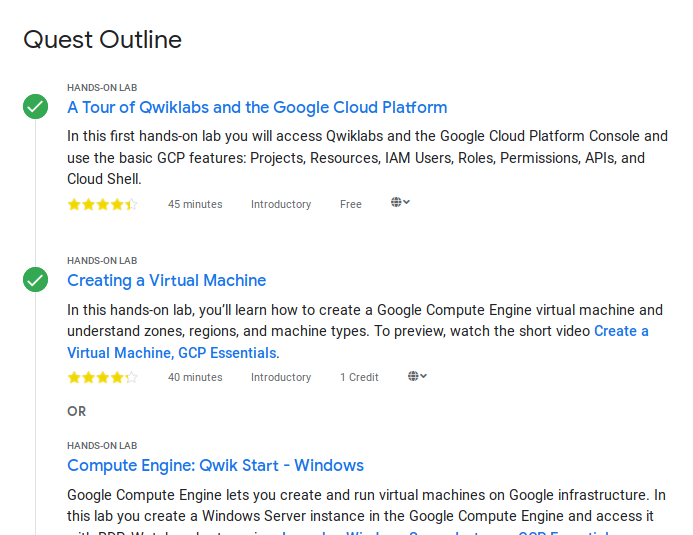 Quest Outline
HANDS-ON LAB
A Tour of Qwiklabs and the Google Cloud Platform
In this first hands-on lab you will access Qwiklabs and the Google Cloud Platform Console and
use the basic GCP features: Projects, Resources, IAM Users, Roles, Permissions, APIs, and
Cloud Shell.
45 minutes Introductory Free
HANDS-ON LAB
Creating a Virtual Machine
In this hands-on lab, you’ll learn how to create a Google Compute Engine virtual machine and
understand zones, regions, and machine types. To preview, watch the short video Create a
Virtual Machine, GCP Essentials.
40 minutes Introductory 1 Credit
OR
HANDS-ON LAB
Compute Engine: Qwik Start - Windows
Google Compute Engine lets you create and run virtual machines on Google infrastructure. In
this lab you create a Windows Server instance in the Google Compute Engine and access it